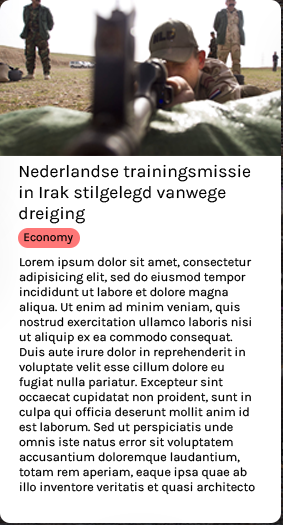 Nederlandse trainingsmissie
in Irak stilgelegd vanwege
dreiging
Economy
Lorem ipsum dolor sit amet, consectetur
adipisicing elit, sed do eiusmod tempor
incididunt ut labore et dolore magna
aliqua. Ut enim ad minim veniam, quis
nostrud exercitation ullamco laboris nisi
ut aliquip ex ea commodo consequat.
Duis aute irure dolor in reprehenderit in
voluptate velit esse cillum dolore eu
fugiat nulla pariatur. Excepteur sint
occaecat cupidatat non proident, sunt in
culpa qui officia deserunt mollit anim id
est laborum. Sed ut perspiciatis unde
omnis iste natus error sit voluptatem
accusantium doloremque laudantium,
totam rem aperiam, eaque ipsa quae ab
illo inventore veritatis et quasi architecto